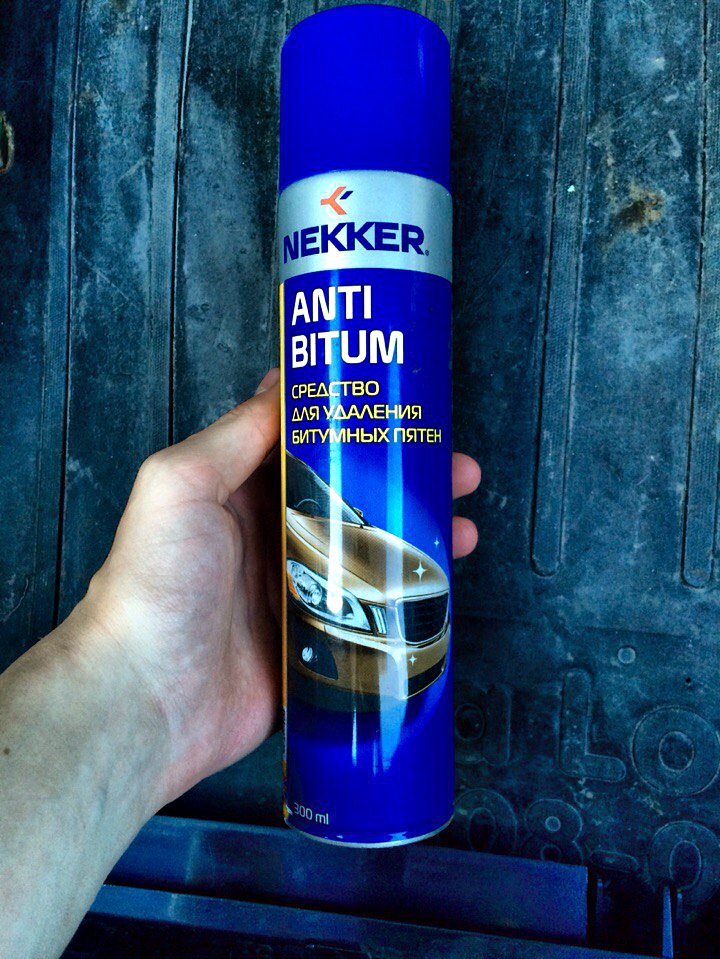 NEKKER®
ANTI
BITUM
СРЕДСТВО
ДЛЯ УДАЛЕНИЯ
БИТУМНЫХ ПЯТЕН
300 ml